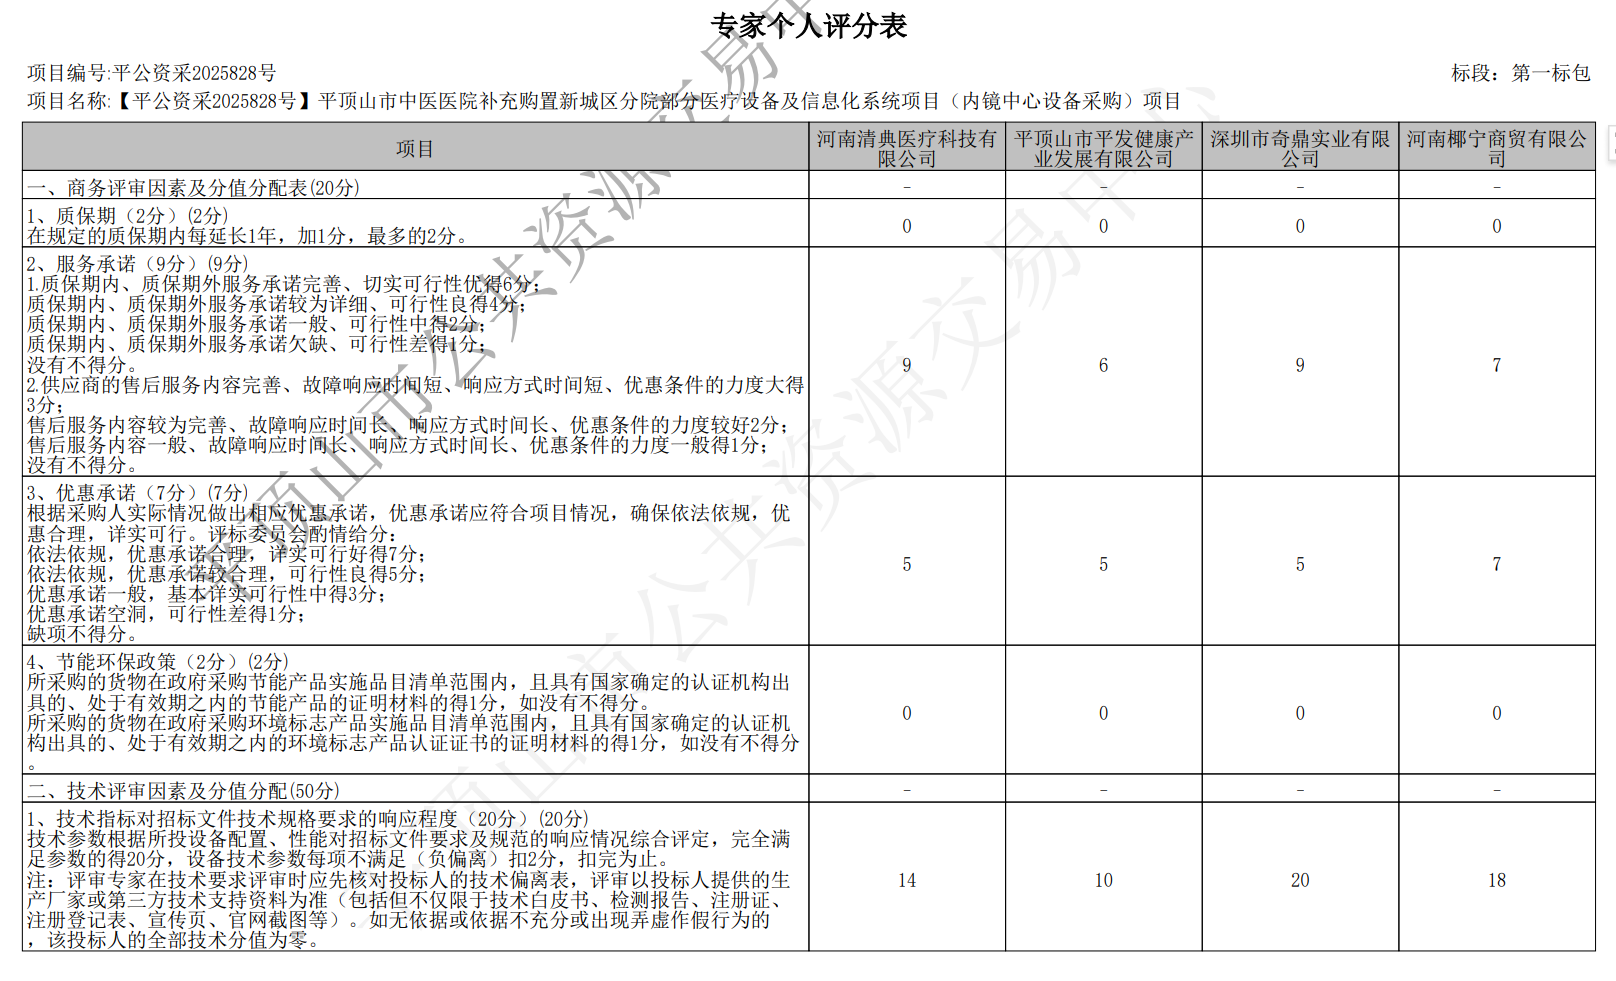 专家个人评分表
项目编号:平公资采2025828号
标段：第一标包
项目名称:【平公资采2025828号】平顶山市中医医院补充购置新城区分院部分医疗设备及信息化系统项目（内镜中心设备采购）项目
项目
河南清典医疗科技有
限公司
平顶山市平发健康产
业发展有限公司
深圳市奇鼎实业有限
公司
河南椰宁商贸有限公
司
一、商务评审因素及分值分配表(20分)
-
-
-
-
1、质保期（2分）(2分)
在规定的质保期内每延长1年，加1分，最多的2分。
0
0
0
0
2、服务承诺（9分）(9分)
1.质保期内、质保期外服务承诺完善、切实可行性优得6分；
质保期内、质保期外服务承诺较为详细、可行性良得4分；
质保期内、质保期外服务承诺一般、可行性中得2分；
质保期内、质保期外服务承诺欠缺、可行性差得1分；
没有不得分。
2.供应商的售后服务内容完善、故障响应时间短、响应方式时间短、优惠条件的力度大得
3分；
售后服务内容较为完善、故障响应时间长、响应方式时间长、优惠条件的力度较好2分；
售后服务内容一般、故障响应时间长、响应方式时间长、优惠条件的力度一般得1分；
没有不得分。
9
6
9
7
3、优惠承诺（7分）(7分)
根据采购人实际情况做出相应优惠承诺，优惠承诺应符合项目情况，确保依法依规，优
惠合理，详实可行。评标委员会酌情给分：
依法依规，优惠承诺合理，详实可行好得7分；
依法依规，优惠承诺较合理，可行性良得5分；
优惠承诺一般，基本详实可行性中得3分；
优惠承诺空洞，可行性差得1分；
缺项不得分。
5
5
5
7
4、节能环保政策（2分）(2分)
所采购的货物在政府采购节能产品实施品目清单范围内，且具有国家确定的认证机构出
具的、处于有效期之内的节能产品的证明材料的得1分，如没有不得分。
所采购的货物在政府采购环境标志产品实施品目清单范围内，且具有国家确定的认证机
构出具的、处于有效期之内的环境标志产品认证证书的证明材料的得1分，如没有不得分
。
0
0
0
0
二、技术评审因素及分值分配(50分)
-
-
-
-
1、技术指标对招标文件技术规格要求的响应程度（20分）(20分)
技术参数根据所投设备配置、性能对招标文件要求及规范的响应情况综合评定，完全满
足参数的得20分，设备技术参数每项不满足（负偏离）扣2分，扣完为止。
注：评审专家在技术要求评审时应先核对投标人的技术偏离表，评审以投标人提供的生
产厂家或第三方技术支持资料为准（包括但不仅限于技术白皮书、检测报告、注册证、
注册登记表、宣传页、官网截图等）。如无依据或依据不充分或出现弄虚作假行为的
，该投标人的全部技术分值为零。
14
10
20
18
平顶山市公共资源交易中
平顶山市公共资源交易中心